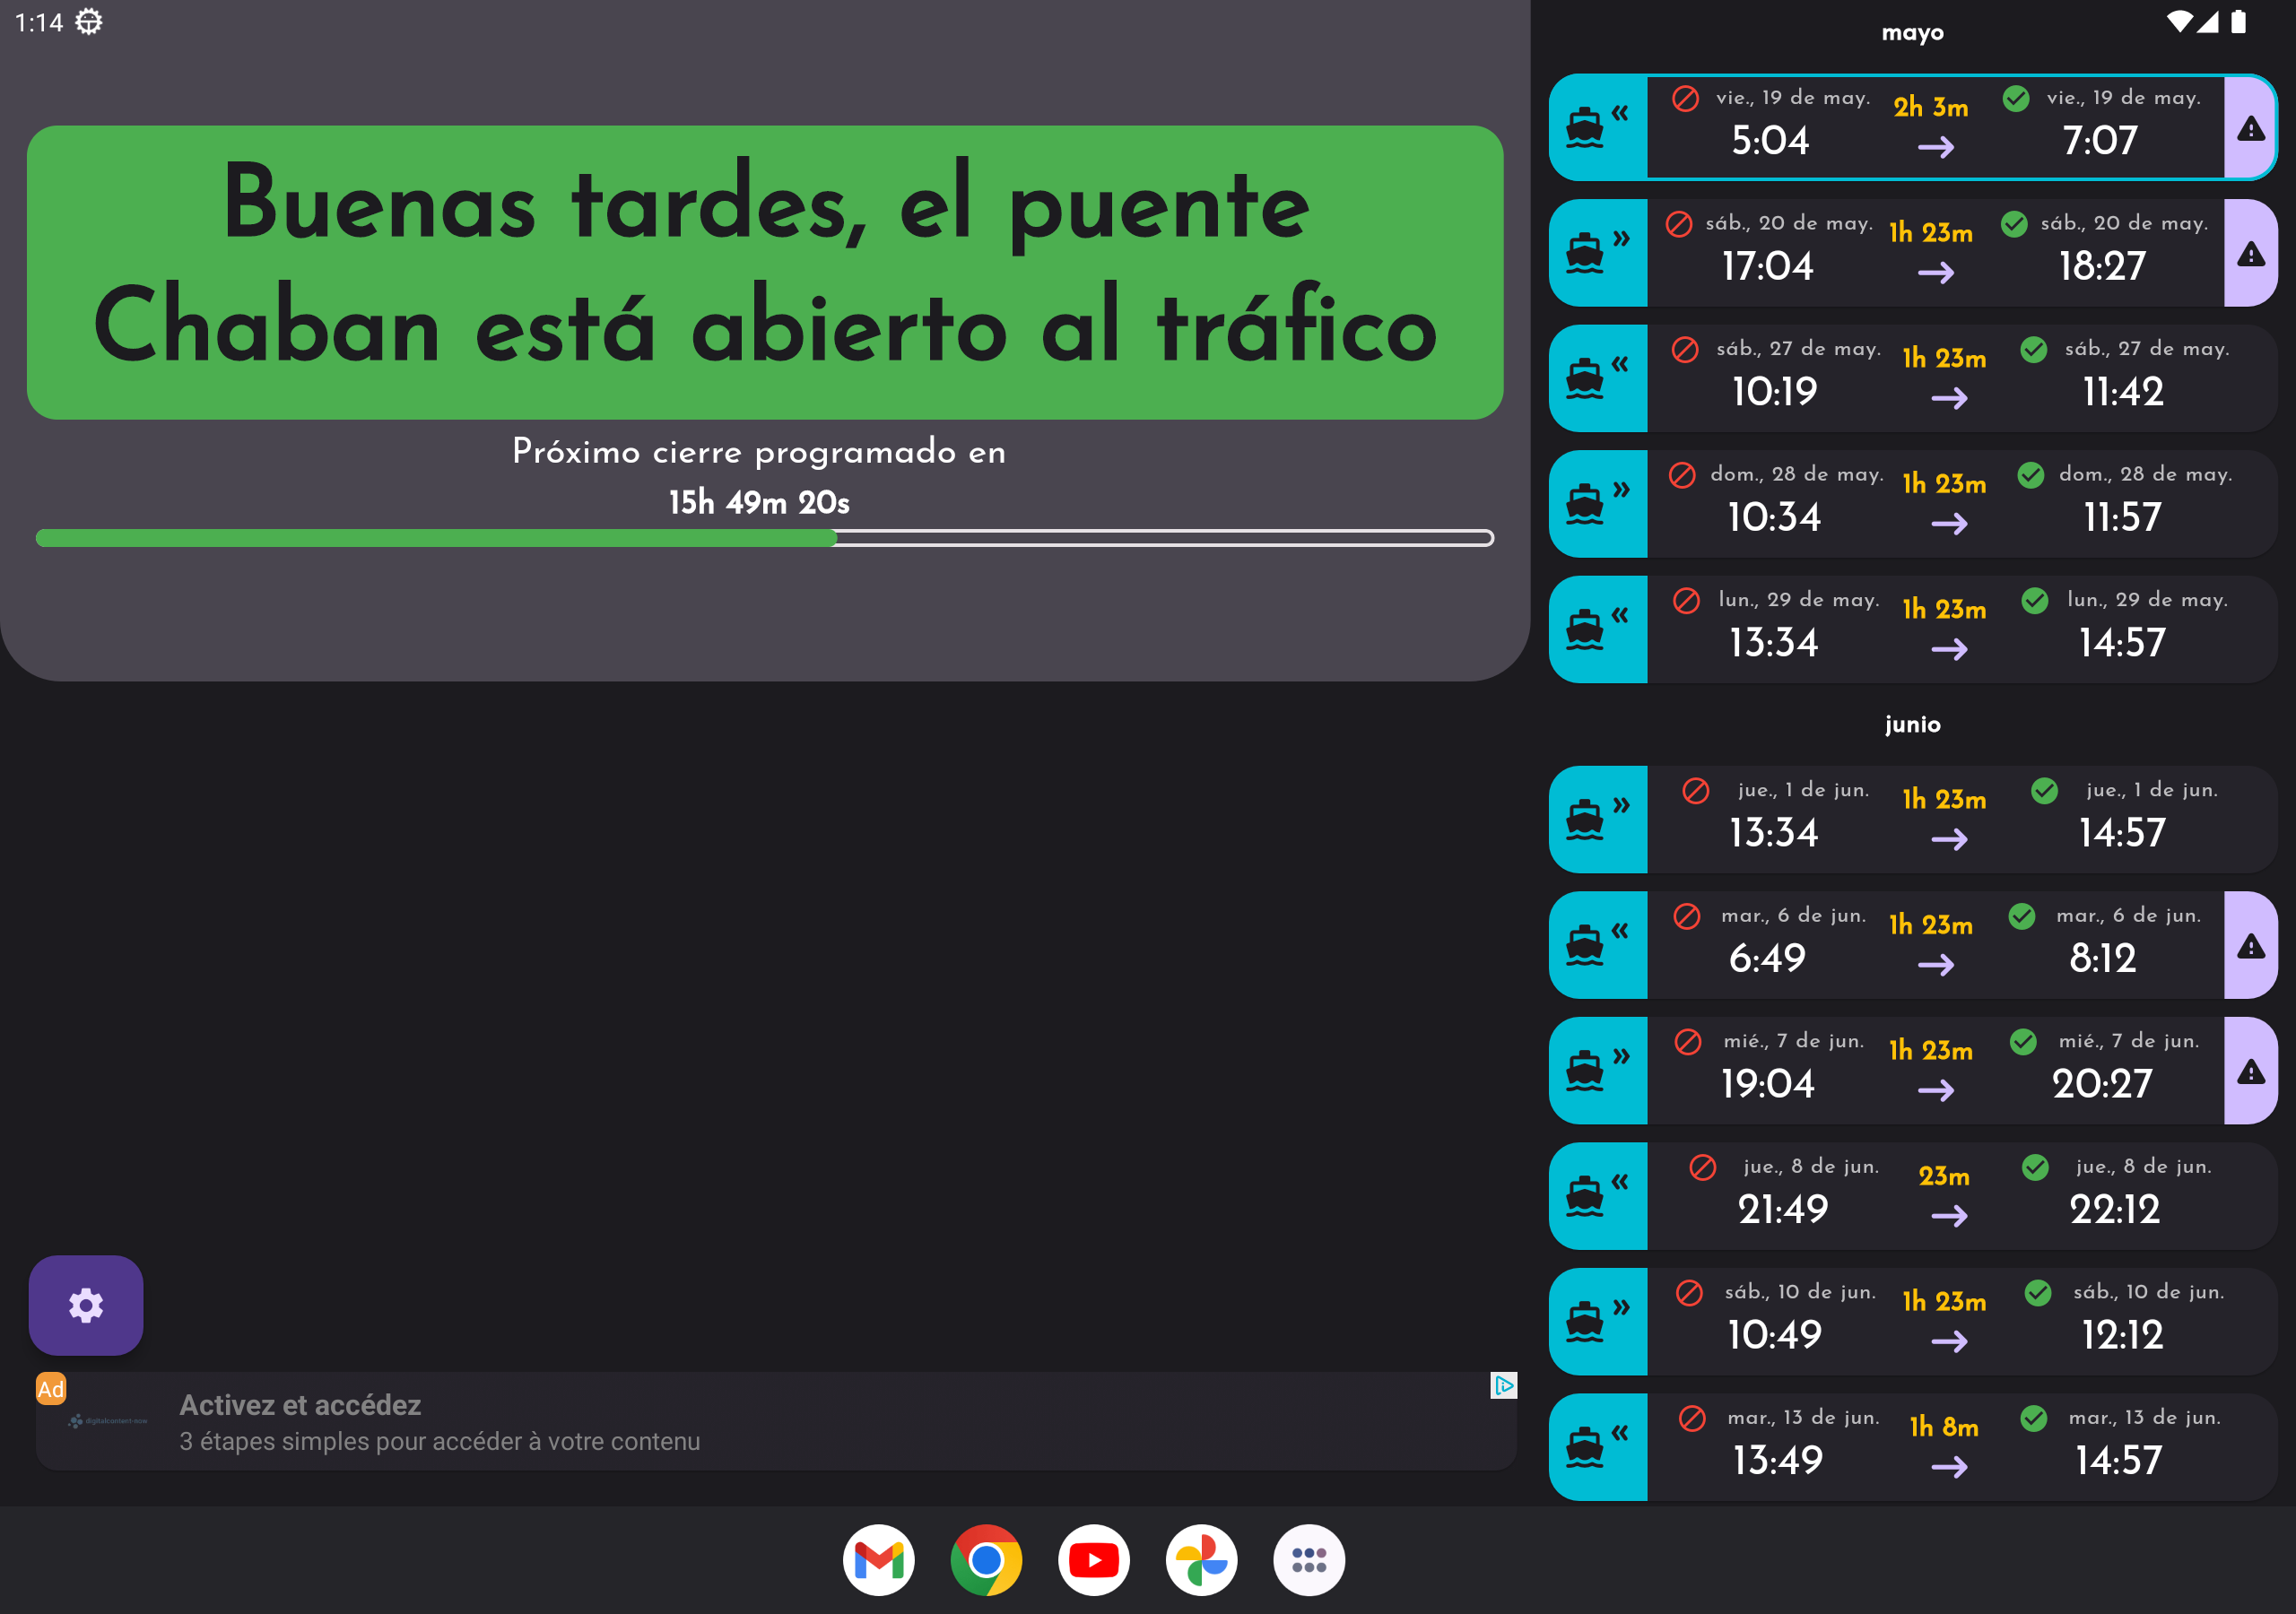 1:14
Buenas tardes, el puente
Chaban está abierto al tráfico
Próximo cierre programado en
15h 49m 20s
mayo
vie., 19 de may. 2h 3m vie., 19 de may.
5:04 7:07
sáb., 20 de may. 1h 23m sáb., 20 de may.
17:04 18:27
sáb., 27 de may. 1h 23m sáb., 27 de may.
10:19 11:42
dom., 28 de may. 1h 23m dom., 28 de may.
10:34 11:57
lun., 29 de may. 1h 23m lun., 29 de may.
13:34 14:57
junio
jue., 1 de jun. 1h 23m jue., 1 de jun.
13:34 14:57
mar., 6 de jun. 1h 23m mar., 6 de jun.
6:49 8:12
mié., 7 de jun. 1h 23m mié., 7 de jun.
19:04 20:27
jue., 8 de jun. 23m jue., 8 de jun.
21:49 22:12
sáb., 10 de jun. 1h 23m sáb., 10 de jun.
10:49 12:12
mar., 13 de jun. 1h 8m mar., 13 de jun.
13:49 14:57
Ad
digitalcontent-now
Activez et accédez
3 étapes simples pour accéder à votre contenu